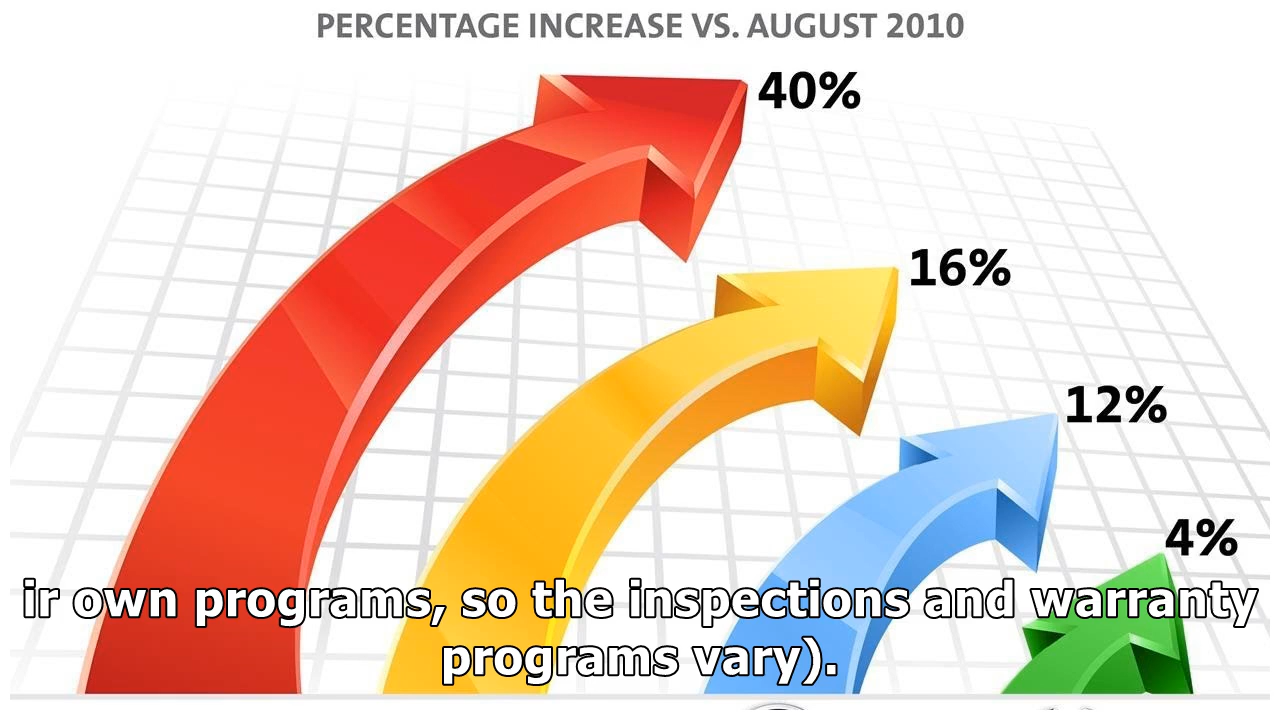 PERCENTAGE INCREASE VS. AUGUST 2010
40%
16%
12%
4%
ir own programs, so the inspections and warranty
programs vary).